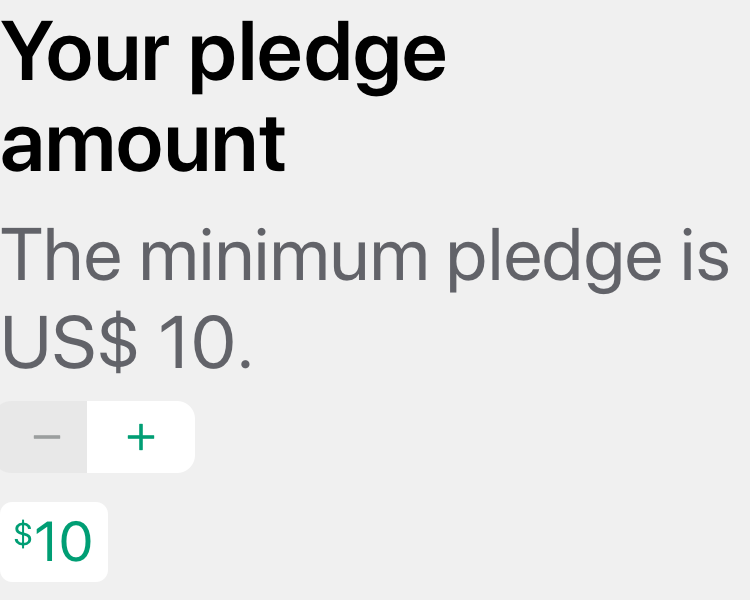 Your pledge
amount
The minimum pledge is
US$ 10.
− +
$10